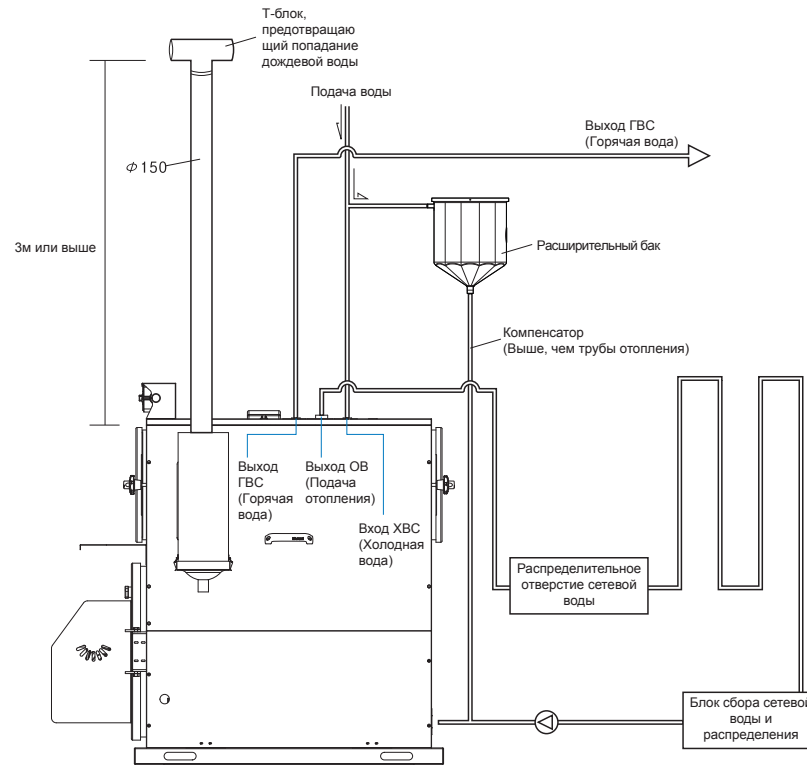 Т-блок,
предотвращаю
щий попадание
дождевой воды
Подача воды
Выход ГВС
(Горячая вода)
Ф150
3м или выше
Расширительный бак
Компенсатор
(Выше, чем трубы отопления)
Выход
ГВС
(Горячая
вода)
Выход ОВ
(Подача
отопления)
Вход ХВС
(Холодная
вода)
Распределительное
отверстие сетевой
воды
Блок сбора сетевой
воды и
распределения